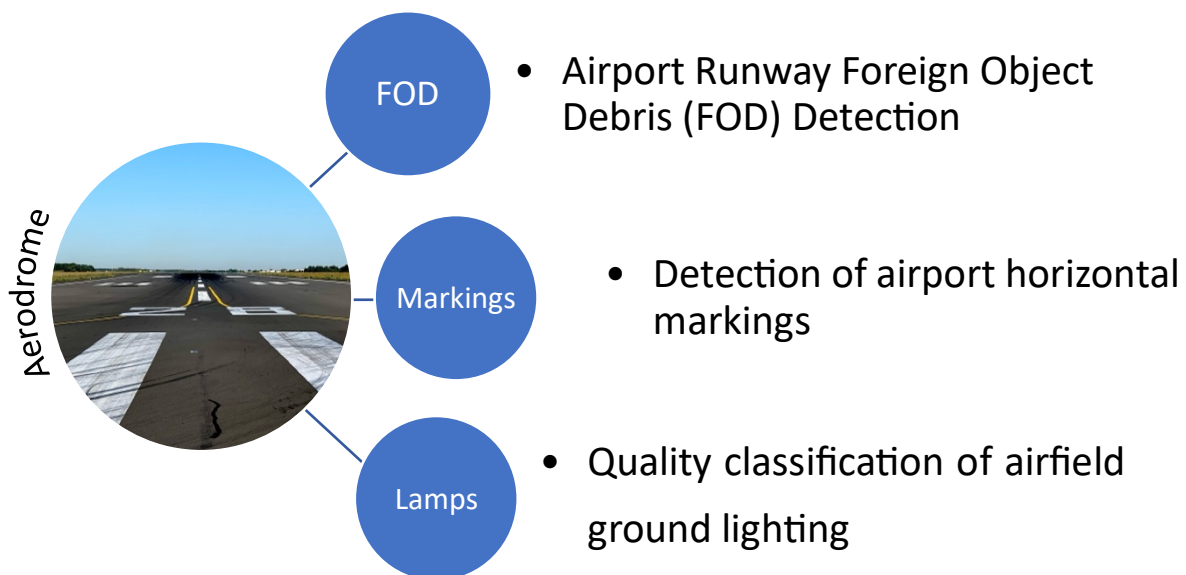 Aerodrome
FOD
• Airport Runway Foreign Object
Debris (FOD) Detection
Markings
• Detection of airport horizontal
markings
Lamps
• Quality classification of airfield
ground lighting